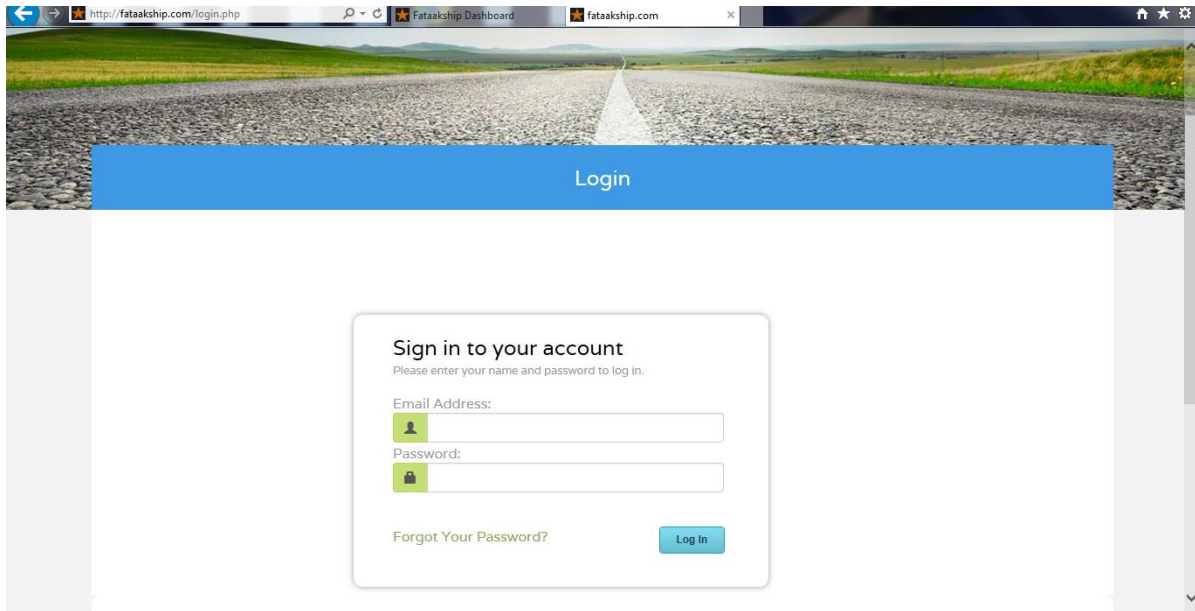 http://fataakship.com/login.php
Fataakship Dashboard
fataakship.com
Login
Sign in to your account
Please enter your name and password to log in.
Email Address:
Password:
Forgot Your Password?
Log In